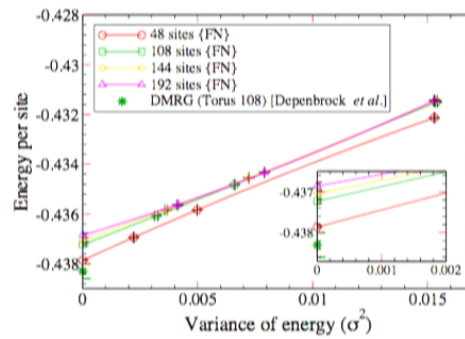 -0.428
-0.43
-0.432
-0.434
-0.436
-0.438
Energy per site
48 sites {FN}
108 sites {FN}
144 sites {FN}
192 sites {FN}
DMRG (Torus 108) [Depenbrock et al.]
-0.437
-0.438
0
0.001
0.002
0
0.005
0.01
0.015
Variance of energy (σ²)